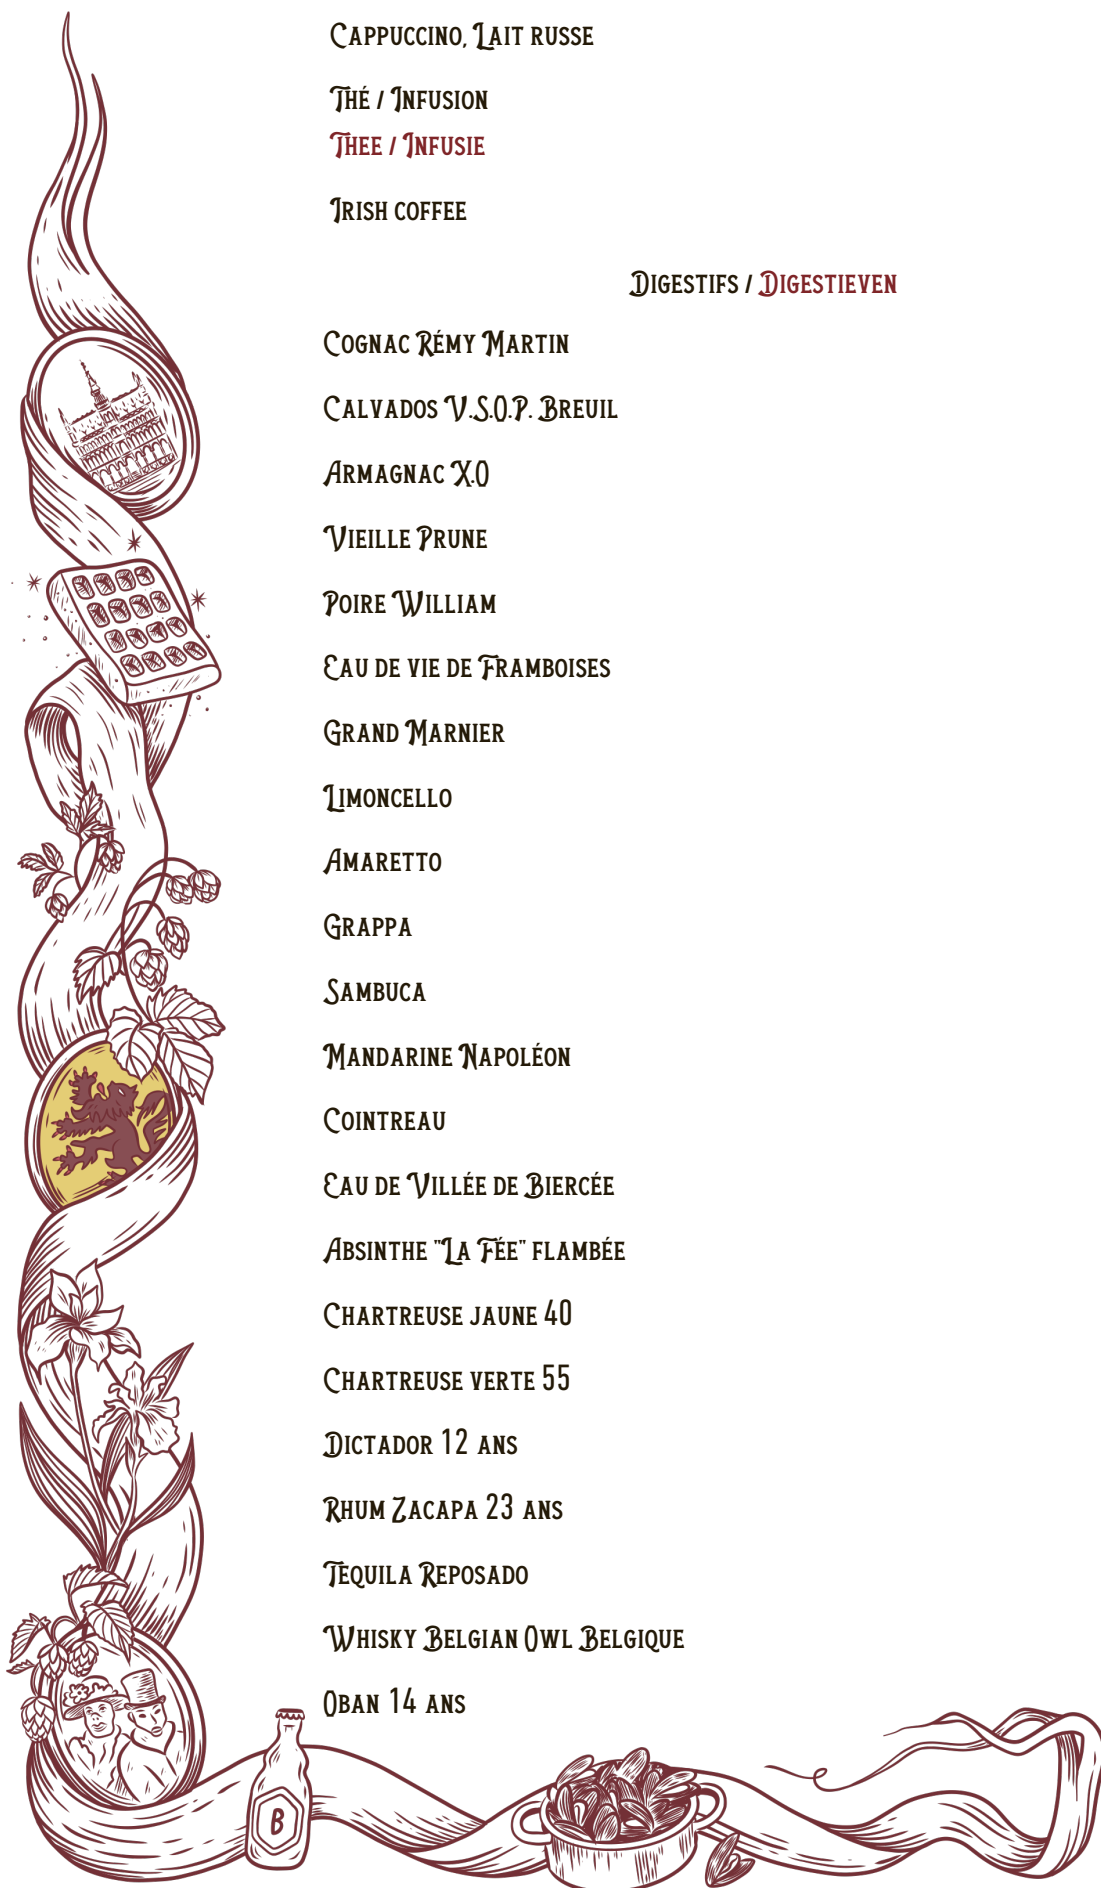 Cappuccino, Lait russe
Thé / Infusion
Thee / Infusie
Irish coffee
Digestifs / Digestieven
Cognac Rémy Martin
Calvados V.S.O.P. Breuil
Armagnac X.O
Vieille Prune
Poire William
Eau de vie de Framboises
Grand Marnier
Limoncello
Amaretto
Grappa
Sambuca
Mandarine Napoléon
Cointreau
Eau de Villée de Biercée
Absinthe "La Fée" flambée
Chartreuse jaune 40
Chartreuse verte 55
Dictador 12 ans
Rhum Zacapa 23 ans
Tequila Reposado
Whisky Belgian Owl Belgique
Oban 14 ans
B